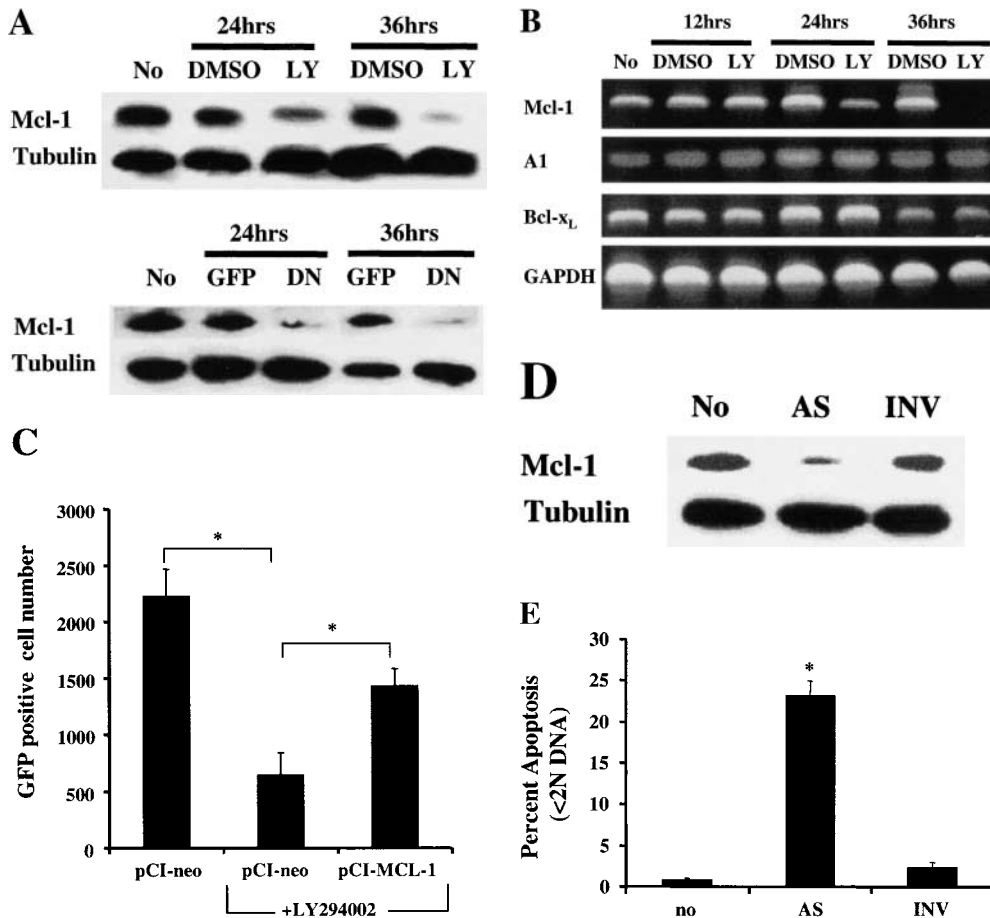 A
24hrs 36hrs
No DMSO LY DMSO LY
Mcl-1
Tubulin
24hrs 36hrs
No GFP DN GFP DN
Mcl-1
Tubulin
B
12hrs 24hrs 36hrs
No DMSO LY DMSO LY DMSO LY
Mcl-1
A1
Bcl-xL
GAPDH
C
GFP positive cell number
3000
2500
2000
1500
1000
500
0
*
*
pCI-neo pCI-neo pCI-MCL-1
+LY294002
D
No AS INV
Mcl-1
Tubulin
E
Percent Apoptosis
(<2N DNA)
30
25
20
15
10
5
0
*
no AS INV